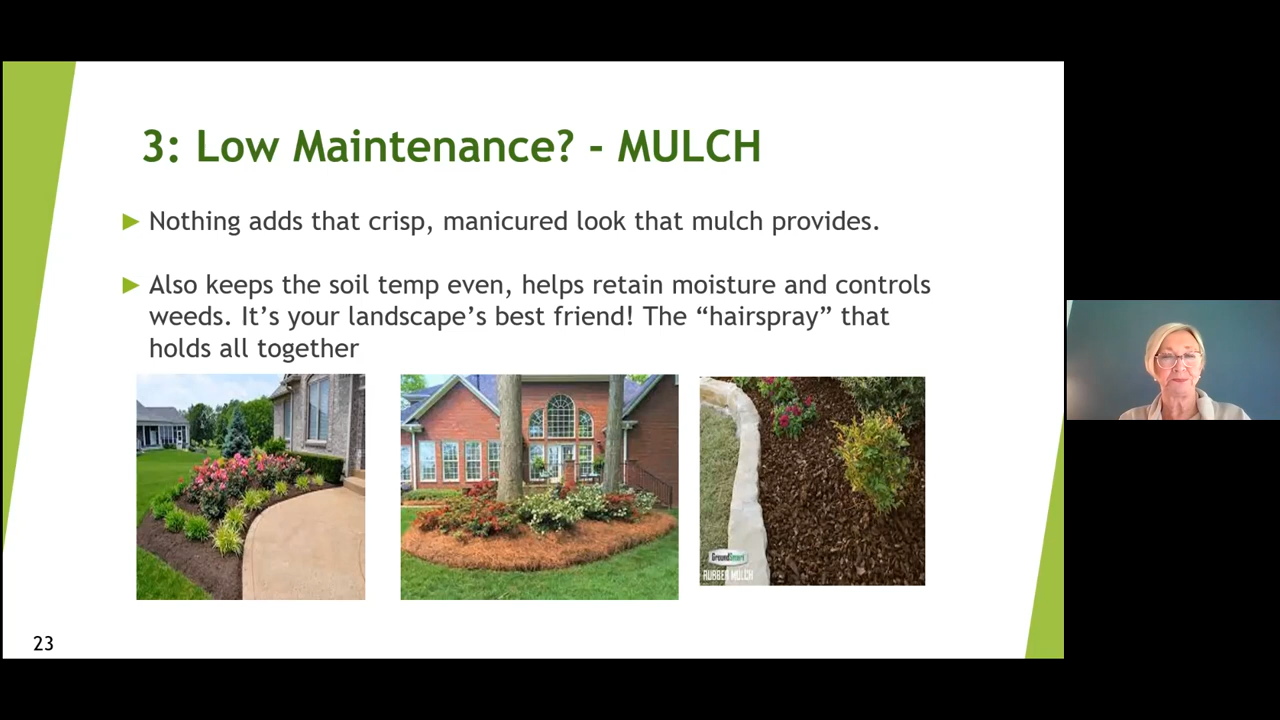 3: Low Maintenance? - MULCH
► Nothing adds that crisp, manicured look that mulch provides.
► Also keeps the soil temp even, helps retain moisture and controls
weeds. It’s your landscape’s best friend! The “hairspray” that
holds all together
GroundSmart
RUBBER MULCH
23